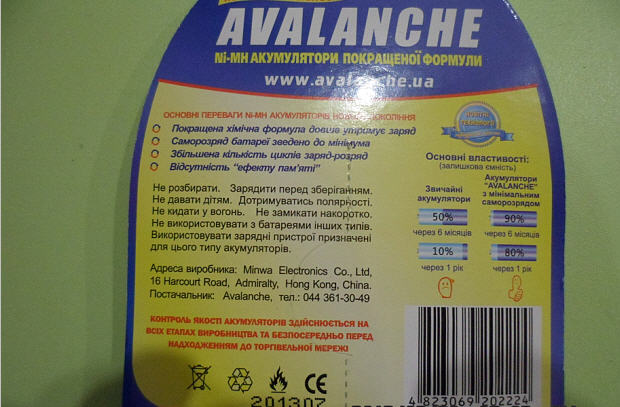 AVALANCHE
Ni-MH АКУМУЛЯТОРИ ПОКРАЩЕНОЇ ФОРМУЛИ
www.avalanche.ua
ОСНОВНІ ПЕРЕВАГИ Ni-MH АКУМУЛЯТОРІВ НОВОГО ПОКОЛІННЯ
Покращена хімічна формула довше утримує заряд
Саморозряд батареї зведено до мінімума
Збільшена кількість циклів заряд-розряд
Відсутність "ефекту пам'яті"
Не розбирати. Зарядити перед зберіганням.
Не давати дітям. Дотримуватись полярності.
Не кидати у вогонь. Не замикати накоротко.
Не використовувати з батареями інших типів.
Використовувати зарядні пристрої призначені
для цього типу акумуляторів.
Адреса виробника: Minwa Electronics Co., Ltd,
16 Harcourt Road, Admiralty, Hong Kong, China.
Постачальник: Avalanche, тел.: 044 361-30-49
КОНТРОЛЬ ЯКОСТІ АКУМУЛЯТОРІВ ЗДІЙСНЮЄТЬСЯ НА
ВСІХ ЕТАПАХ ВИРОБНИЦТВА ТА БЕЗПОСЕРЕДНЬО ПЕРЕД
НАДХОДЖЕННЯМ ДО ТОРГІВЕЛЬНОЇ МЕРЕЖІ
НОВІТНІ
ТЕХНОЛОГІЇ
Основні властивості:
(залишкова ємність)
Звичайні
акумулятори
50%
через 6 місяців
10%
через 1 рік
Акумулятори
"AVALANCHE"
з мінімальним
саморозрядом
90%
через 6 місяців
80%
через 1 рік
CE
201307
4 823069 202224